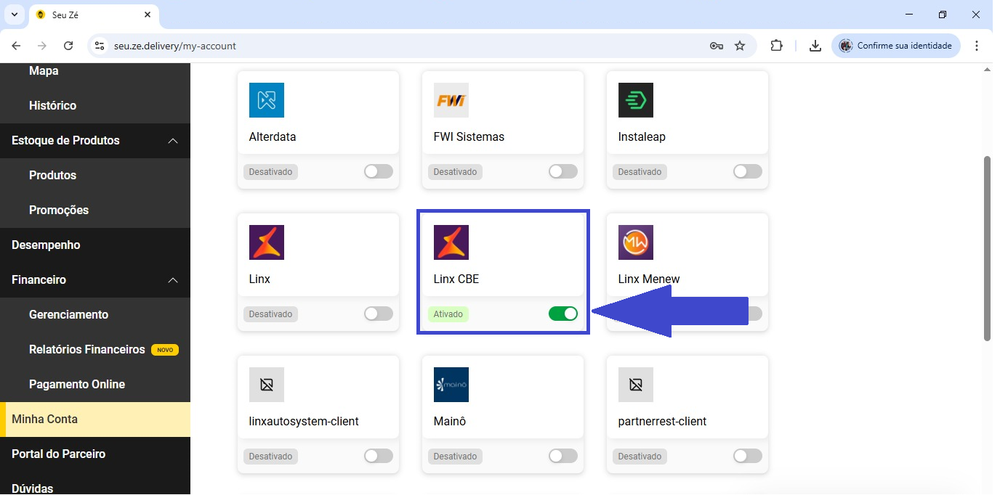 Seu Zé
seu.ze.delivery/my-account
Confirme sua identidade
Mapa
Histórico
Estoque de Produtos
Produtos
Promoções
Desempenho
Financeiro
Gerenciamento
Relatórios Financeiros NOVO
Pagamento Online
Minha Conta
Portal do Parceiro
Dúvidas
FWI
Alterdata
FWI Sistemas
Instaleap
Desativado
Desativado
Desativado
MW
Linx
Linx CBE
Linx Menew
Desativado
Ativado
mainô
linxautosystem-client
Mainô
partnerrest-client
Desativado
Desativado
Desativado